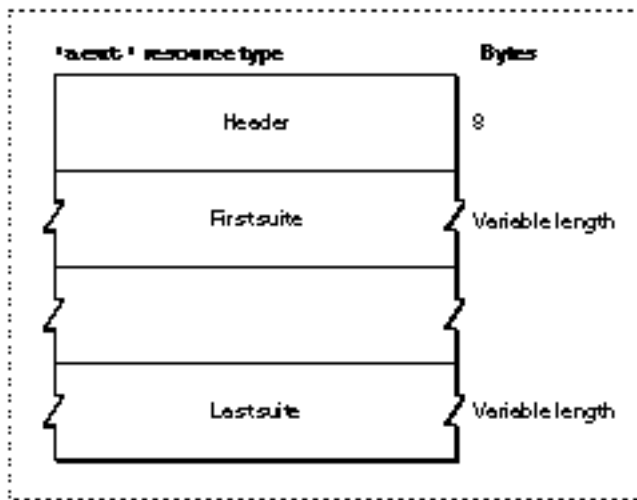 'aeut' resource type Bytes
Header 8
First suite Variable length
Last suite Variable length